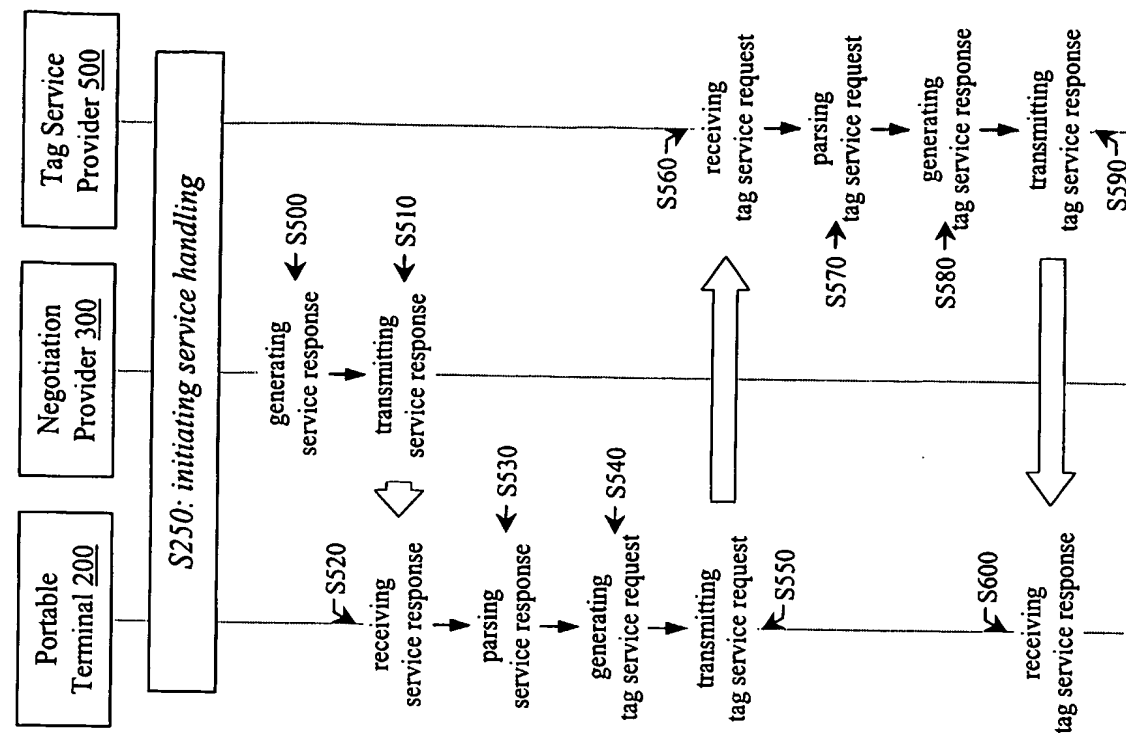 Portable
Terminal 200
Negotiation
Provider 300
Tag Service
Provider 500
S250: initiating service handling
generating
service response
S500
transmitting
service response
S510
S520
receiving
service response
parsing
service response
S530
generating
tag service request
S540
transmitting
tag service request
S550
S560
receiving
tag service request
parsing
tag service request
S570
generating
tag service response
S580
transmitting
tag service response
S590
S600
receiving
tag service response